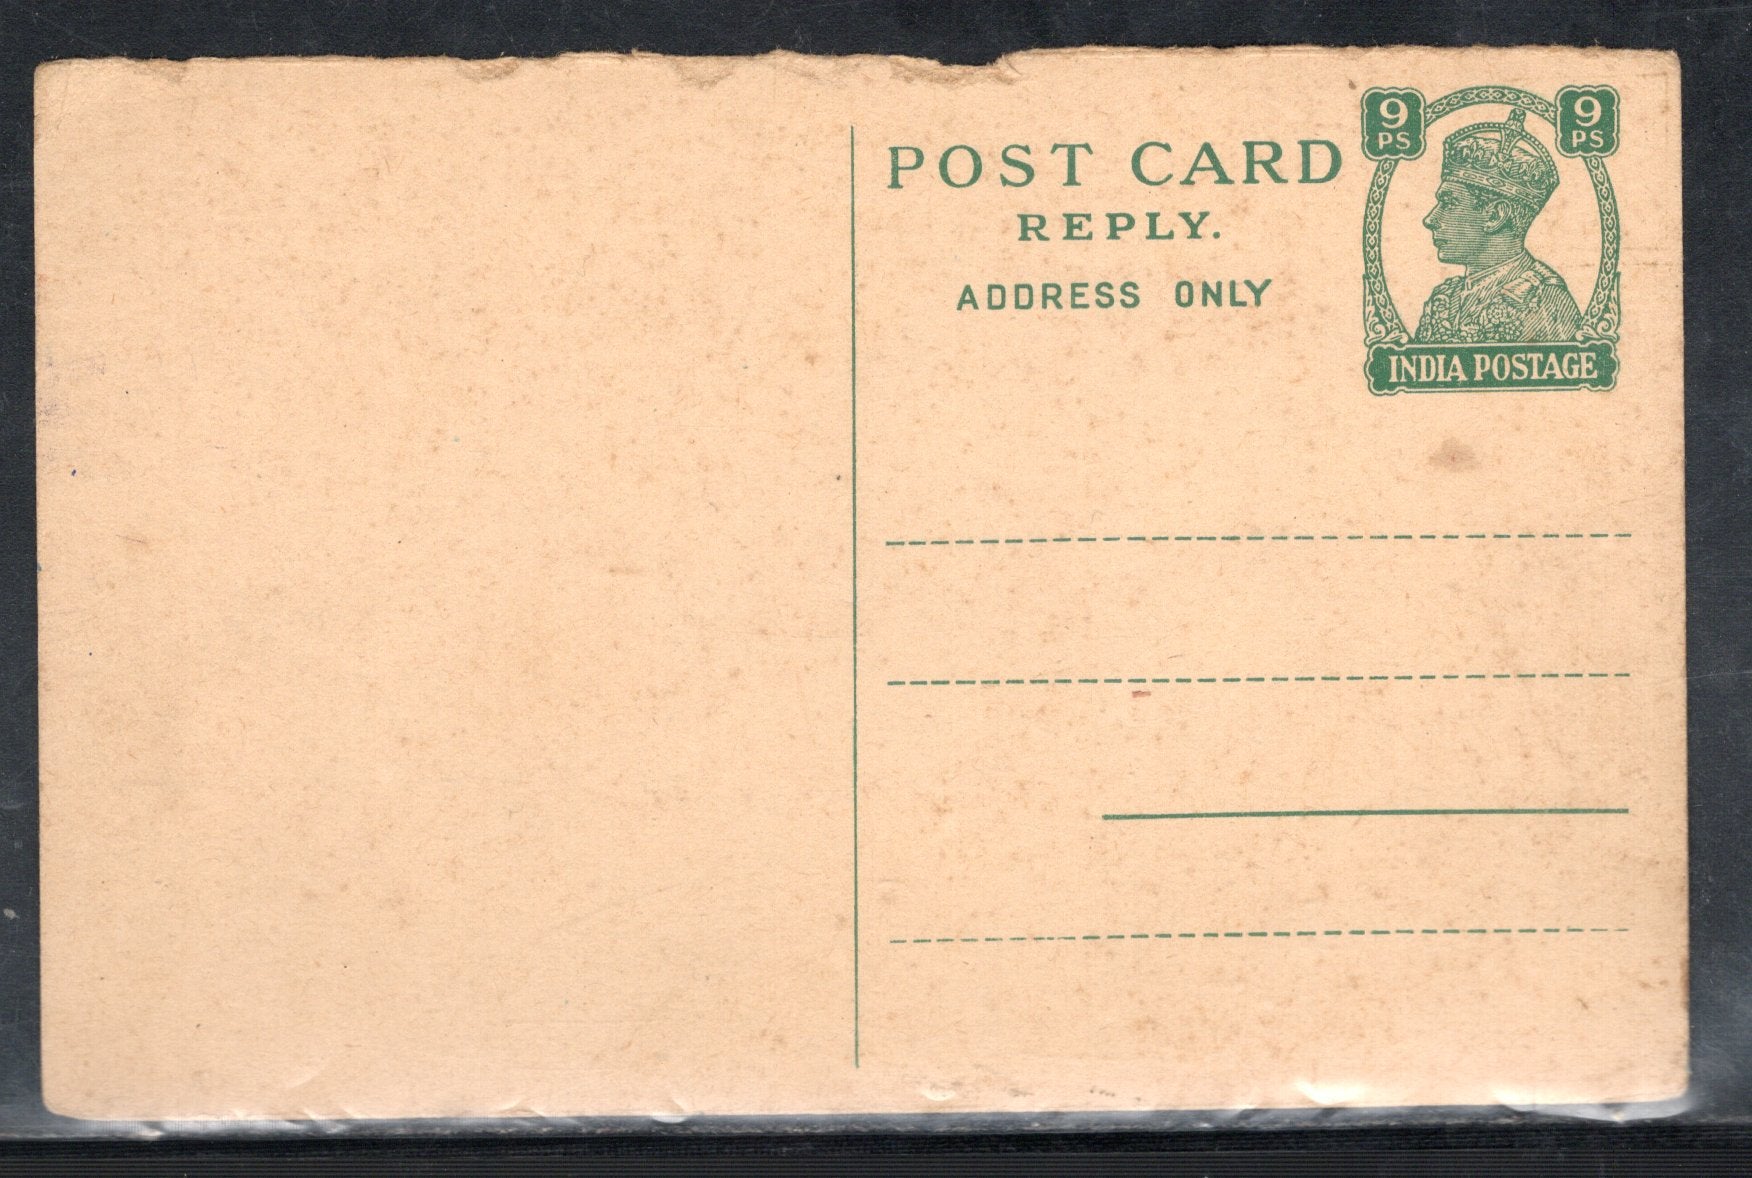 POST CARD
REPLY.
ADDRESS ONLY
9 PS
9 PS
INDIA POSTAGE